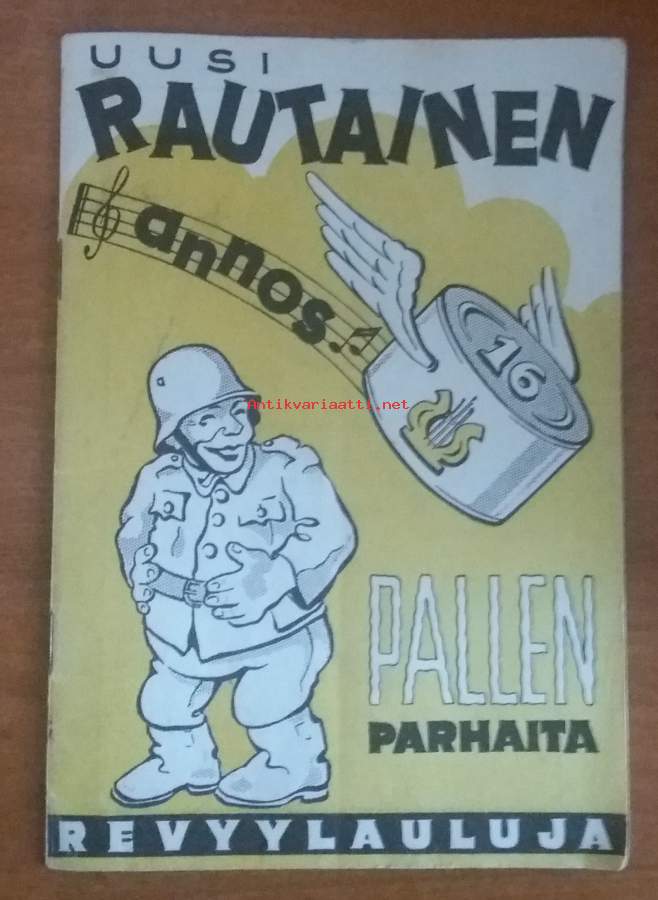 UUSI
RAUTAINEN
annos
16
Antikvariaatti.net
PALLEN
PARHAITA
REVYYLAULUJA